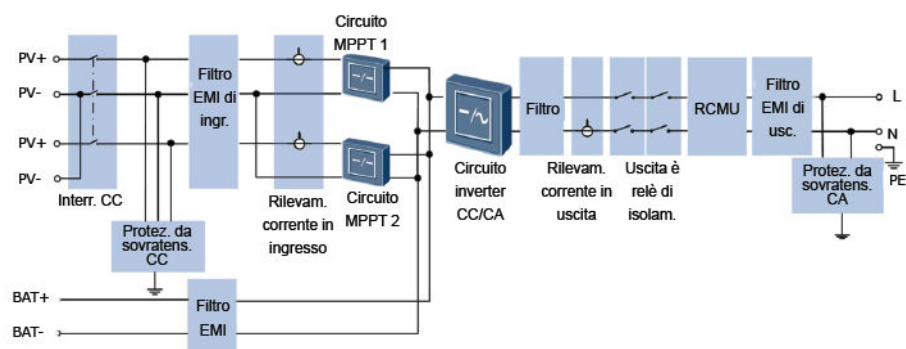 PV+
PV-
PV+
PV-
Interr. CC
Protez. da
sovratens.
CC
Filtro
EMI di
ingr.
Rilevam.
corrente in
ingresso
Circuito
MPPT 1
Circuito
MPPT 2
BAT+
BAT-
Filtro
EMI
Circuito
inverter
CC/CA
Filtro
Rilevam.
corrente in
uscita
Uscita è
relè di
isolam.
RCMU
Filtro
EMI di
usc.
Protez. da
sovratens.
CA
L
N
PE